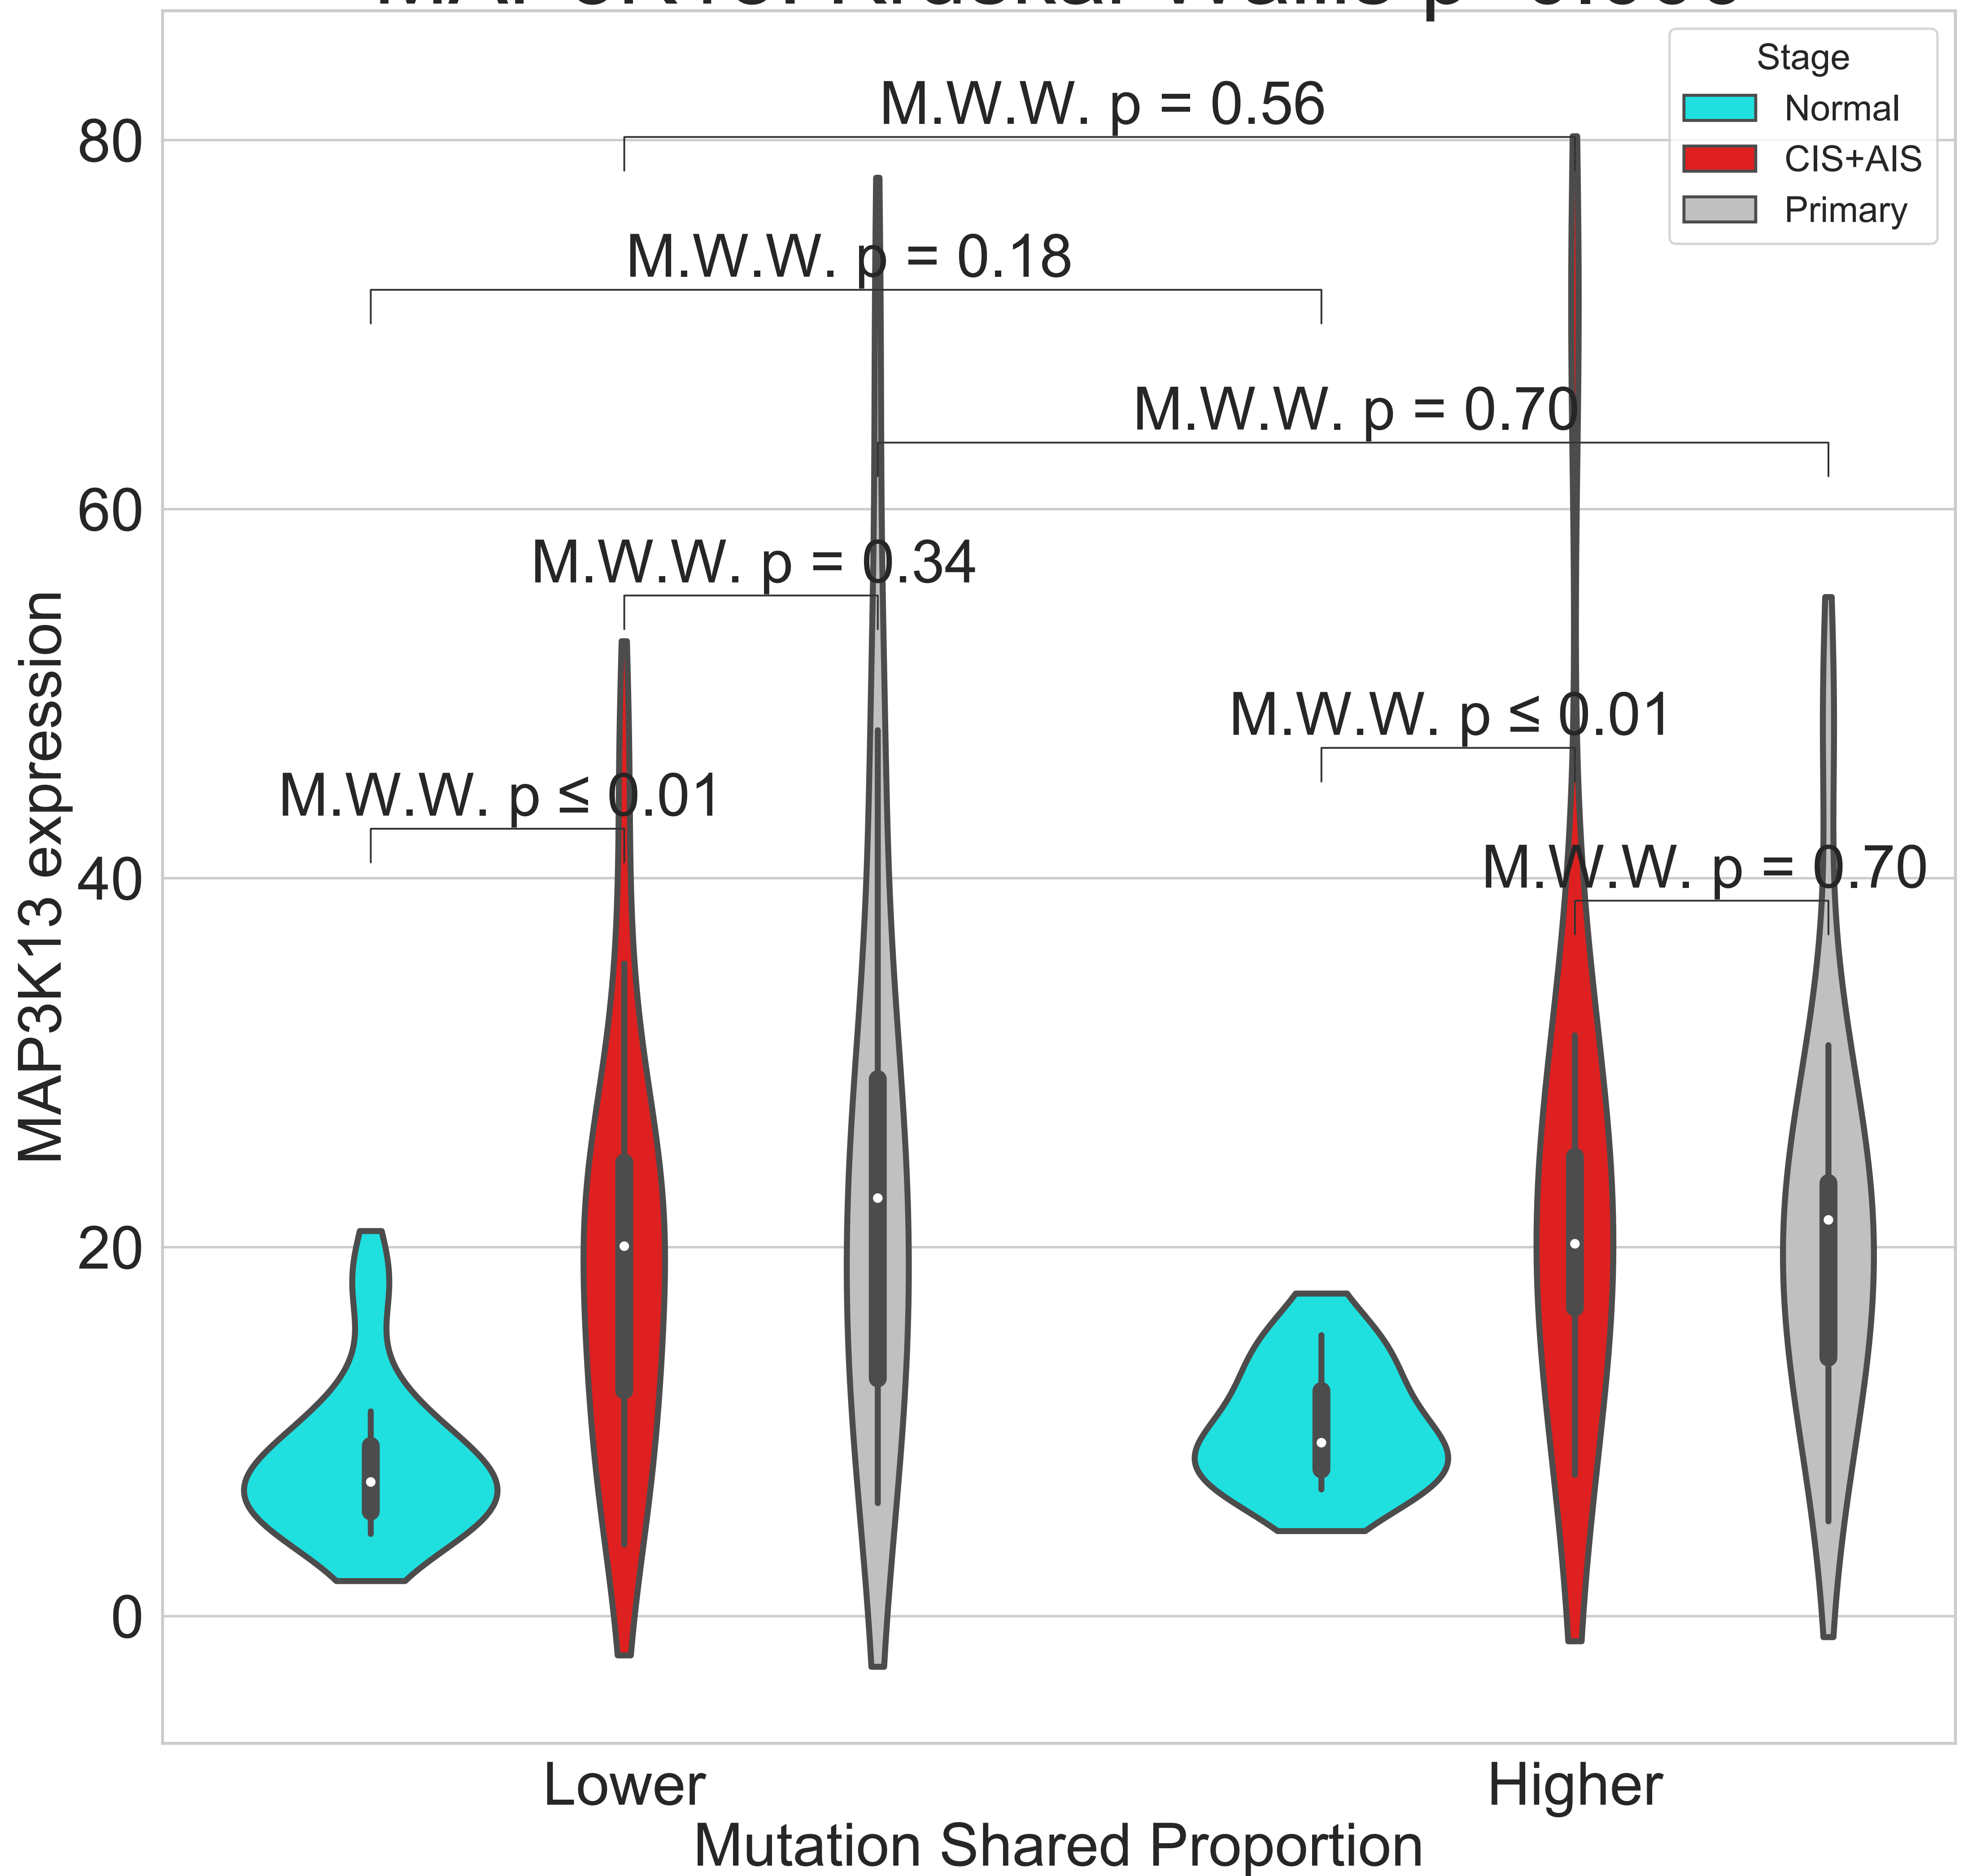 Stage
Normal
CIS+AIS
Primary
M.W.W. p = 0.56
M.W.W. p = 0.18
M.W.W. p = 0.70
M.W.W. p = 0.34
M.W.W. p ≤ 0.01
M.W.W. p ≤ 0.01
M.W.W. p = 0.70
80
60
40
20
0
MAP3K13 expression
Lower
Higher
Mutation Shared Proportion